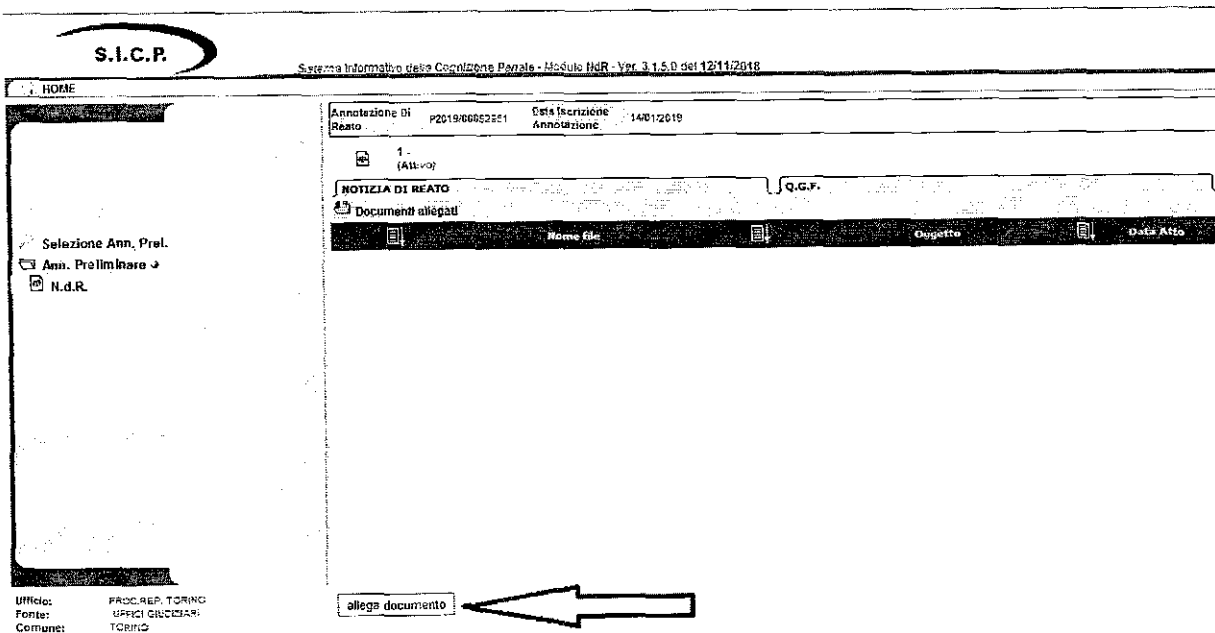 S.I.C.P.
Sistema Informativo della Cognizione Penale - Modulo NdR - Ver. 3.1.5.0 del 12/11/2018
HOME
Annotazione Di Reato Data Iscrizione Annotazione 14/01/2019
1 -
(Attivo)
NOTIZIA DI REATO Q.G.F.
Documenti allegati
Nome file Oggetto Data Atto
Selezione Ann. Prel.
Ann. Preliminare
N.d.R.
allega documento
Ufficio: PROC.REP. TORINO
Fonte: UFFICI GIUDIZIARI
Comune: TORINO